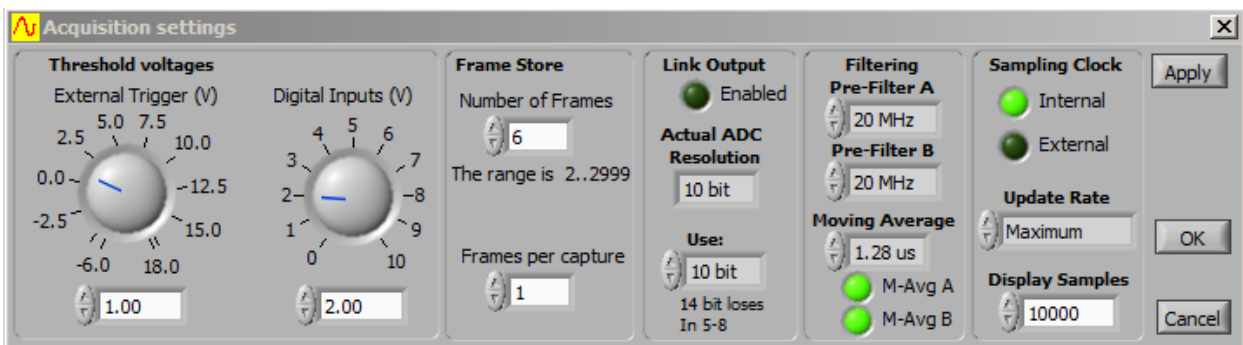 Acquisition settings
Threshold voltages
External Trigger (V)
5.0 7.5
2.5 10.0
0.0 12.5
-2.5 15.0
-6.0 18.0
1.00
Digital Inputs (V)
5
4 6
3 7
2 8
1 9
0 10
2.00
Frame Store
Number of Frames
6
The range is 2..2999
Frames per capture
1
Link Output
Enabled
Actual ADC
Resolution
10 bit
Use:
10 bit
14 bit loses
In 5-8
Filtering
Pre-Filter A
20 MHz
Pre-Filter B
20 MHz
Moving Average
1.28 us
M-Avg A
M-Avg B
Sampling Clock
Internal
External
Update Rate
Maximum
Display Samples
10000
Apply
OK
Cancel